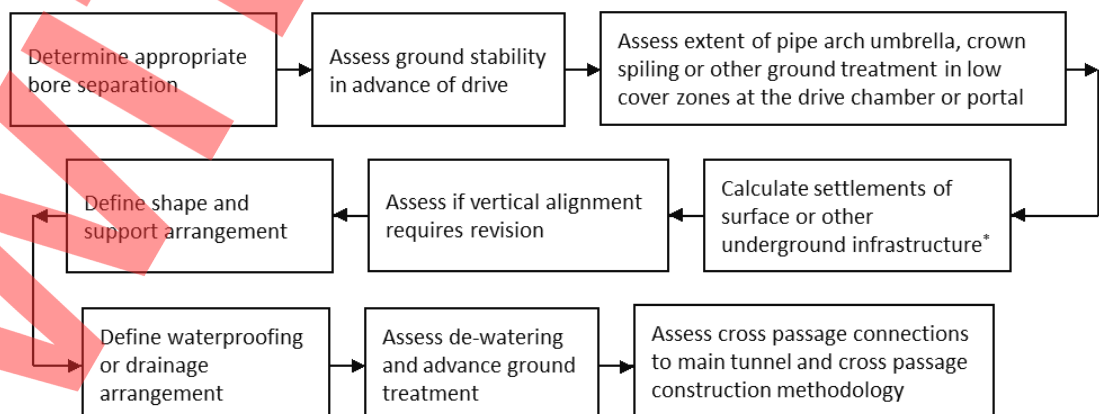 Determine appropriate
bore separation
Assess ground stability
in advance of drive
Assess extent of pipe arch umbrella, crown
spiling or other ground treatment in low
cover zones at the drive chamber or portal
Calculate settlements of
surface or other
underground infrastructure*
Assess if vertical alignment
requires revision
Define shape and
support arrangement
Define waterproofing
or drainage
arrangement
Assess de-watering
and advance ground
treatment
Assess cross passage connections
to main tunnel and cross passage
construction methodology